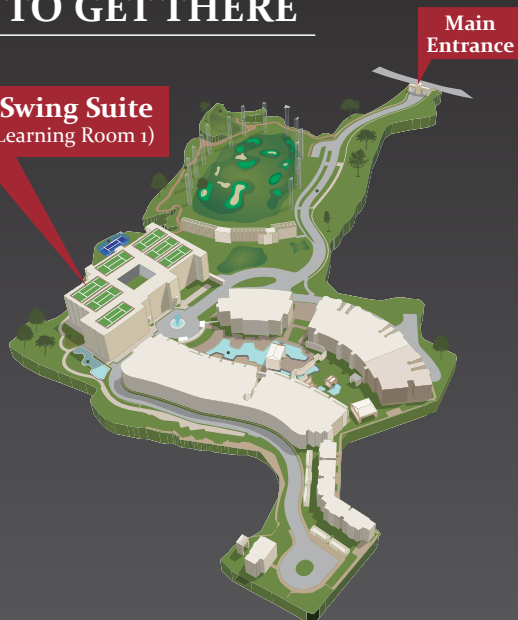 TO GET THERE
Main
Entrance
Swing Suite
Learning Room 1)